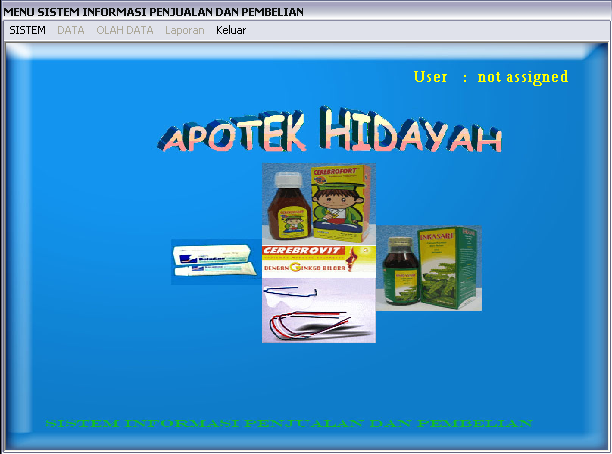 MENU SISTEM INFORMASI PENJUALAN DAN PEMBELIAN
SISTEM DATA OLAH DATA Laporan Keluar
User : not assigned
APOTEK HIDAYAH
CEREBROFORT
CEREBROVIT
DENGAN GINKGO BILOBA
SISTEM INFORMASI PENJUALAN DAN PEMBELIAN